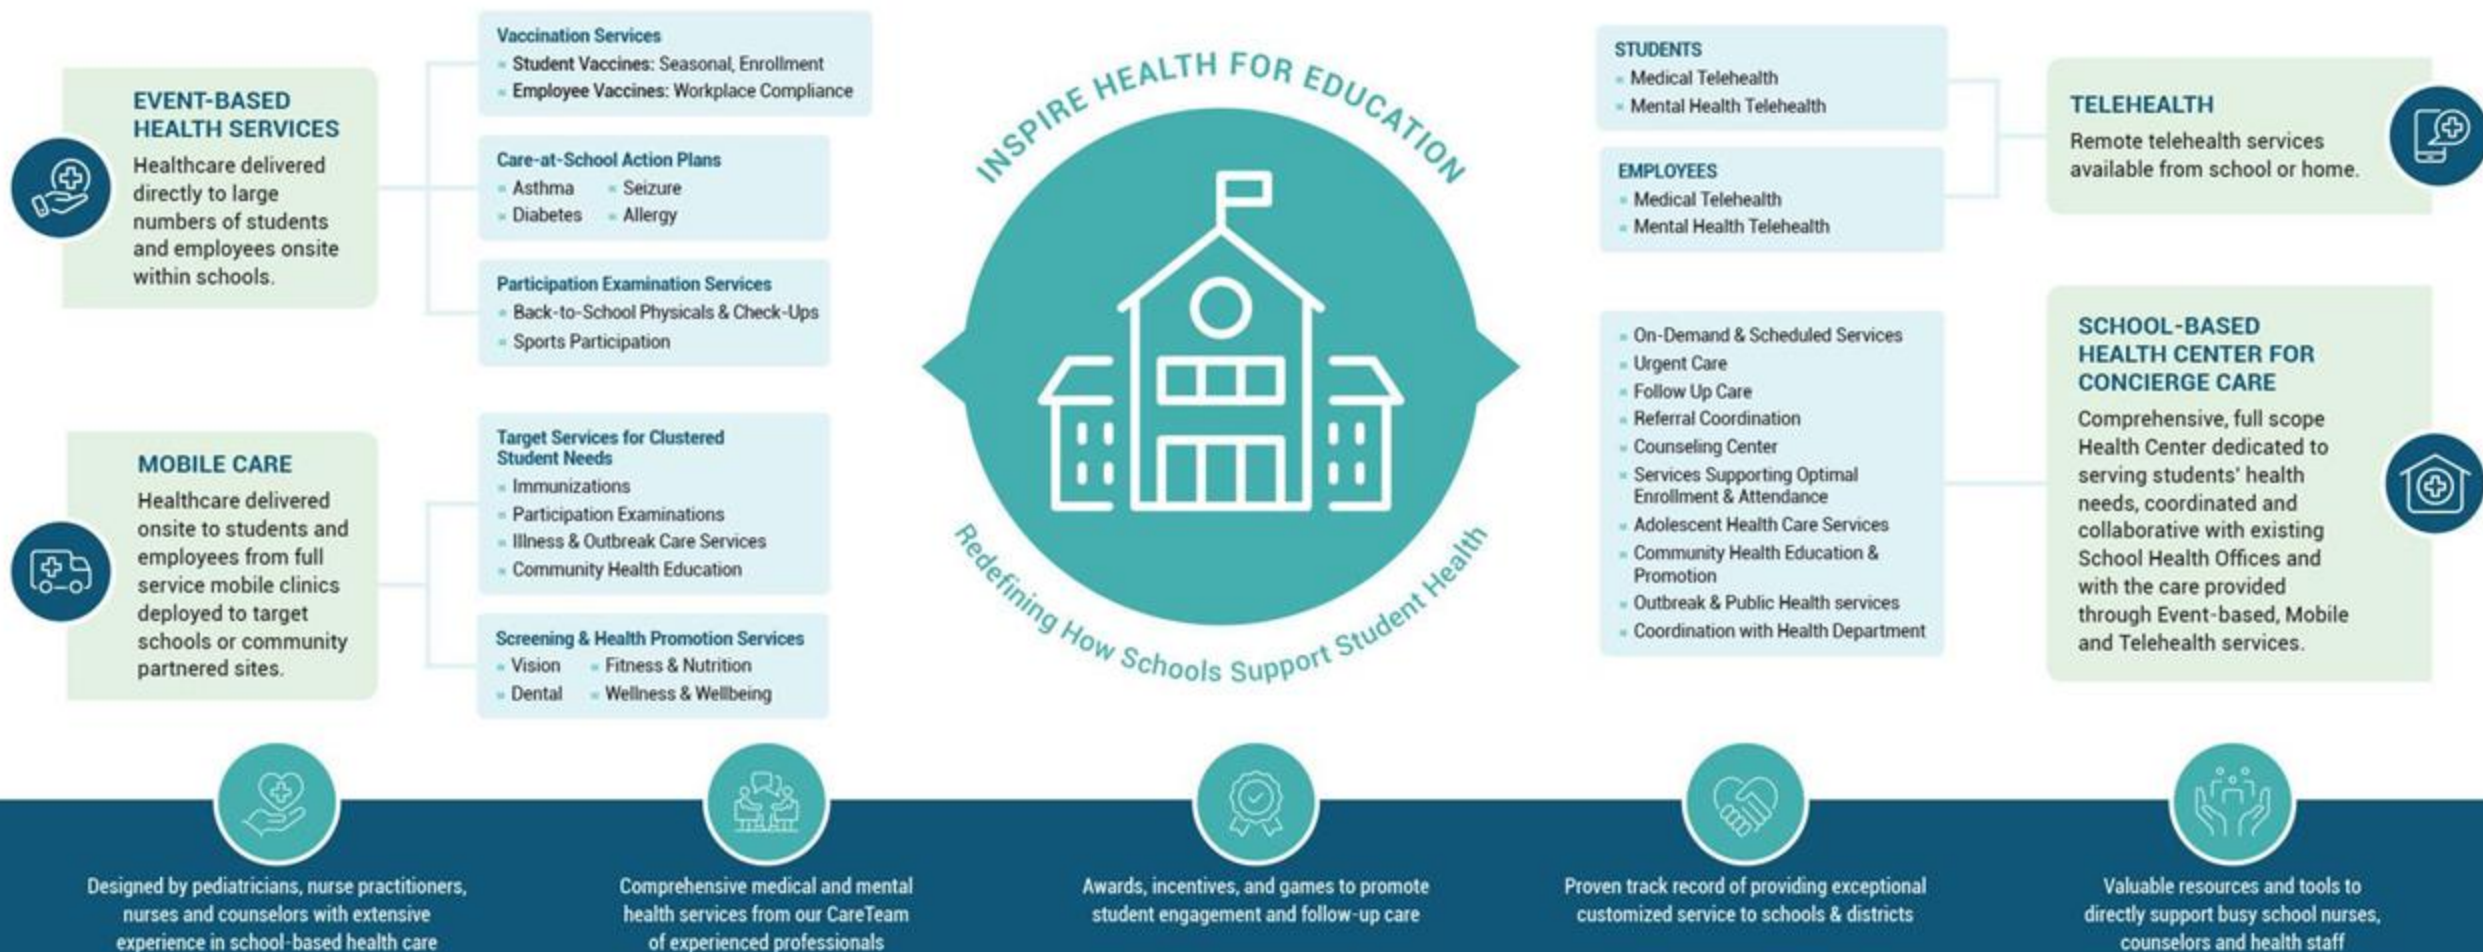 EVENT-BASED
HEALTH SERVICES
Healthcare delivered
directly to large
numbers of students
and employees onsite
within schools.
Vaccination Services
Student Vaccines: Seasonal, Enrollment
Employee Vaccines: Workplace Compliance
Care-at-School Action Plans
Asthma Seizure
Diabetes Allergy
Participation Examination Services
Back-to-School Physicals & Check-Ups
Sports Participation
MOBILE CARE
Healthcare delivered
onsite to students and
employees from full
service mobile clinics
deployed to target
schools or community
partnered sites.
Target Services for Clustered
Student Needs
Immunizations
Participation Examinations
Illness & Outbreak Care Services
Community Health Education
Screening & Health Promotion Services
Vision Fitness & Nutrition
Dental Wellness & Wellbeing
INSPIRE HEALTH FOR EDUCATION
Redefining How Schools Support Student Health
STUDENTS
Medical Telehealth
Mental Health Telehealth
EMPLOYEES
Medical Telehealth
Mental Health Telehealth
TELEHEALTH
Remote telehealth services
available from school or home.
On-Demand & Scheduled Services
Urgent Care
Follow Up Care
Referral Coordination
Counseling Center
Services Supporting Optimal
Enrollment & Attendance
Adolescent Health Care Services
Community Health Education &
Promotion
Outbreak & Public Health services
Coordination with Health Department
SCHOOL-BASED
HEALTH CENTER FOR
CONCIERGE CARE
Comprehensive, full scope
Health Center dedicated to
serving students' health
needs, coordinated and
collaborative with existing
School Health Offices and
with the care provided
through Event-based, Mobile
and Telehealth services.
Designed by pediatricians, nurse practitioners,
nurses and counselors with extensive
experience in school-based health care
Comprehensive medical and mental
health services from our CareTeam
of experienced professionals
Awards, incentives, and games to promote
student engagement and follow-up care
Proven track record of providing exceptional
customized service to schools & districts
Valuable resources and tools to
directly support busy school nurses,
counselors and health staff